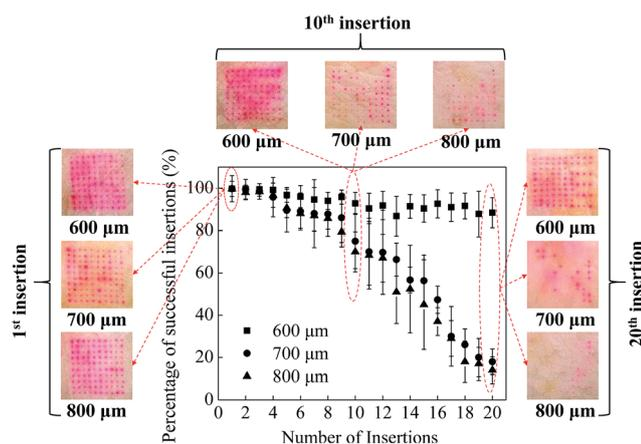 10th insertion
600 μm
700 μm
800 μm
1st insertion
600 μm
700 μm
800 μm
Percentage of successful insertions (%)
100
80
60
40
20
0
600 μm
700 μm
800 μm
0 2 4 6 8 10 12 14 16 18 20
Number of Insertions
600 μm
700 μm
800 μm
20th insertion